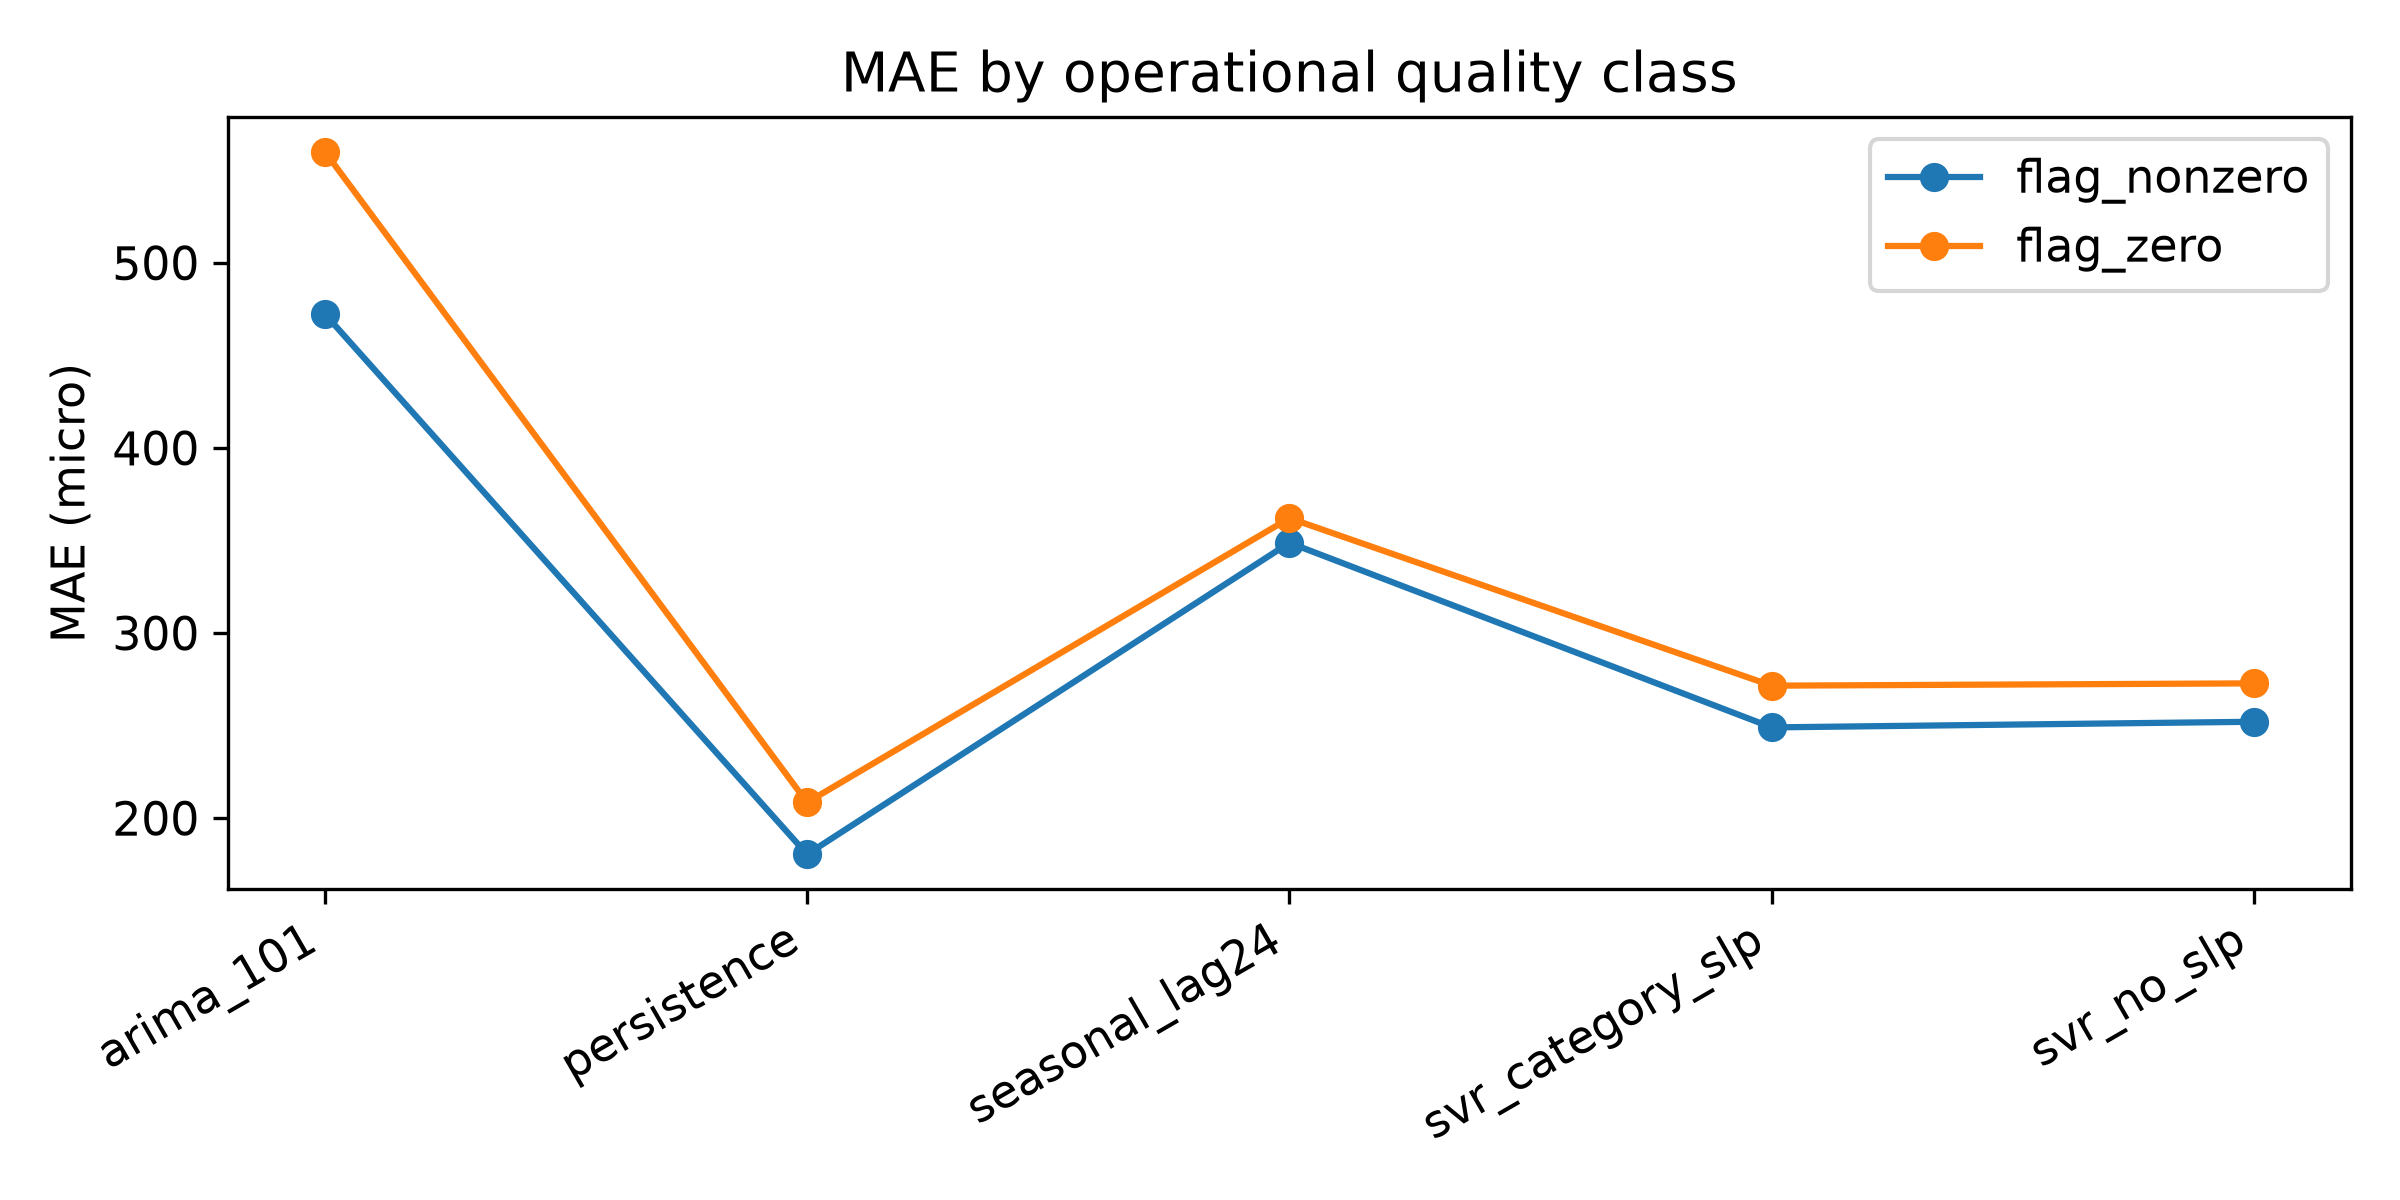 MAE by operational quality class
flag_nonzero
flag_zero
MAE (micro)
500
400
300
200
arima_101
persistence
seasonal_lag24
svr_category_slp
svr_no_slp